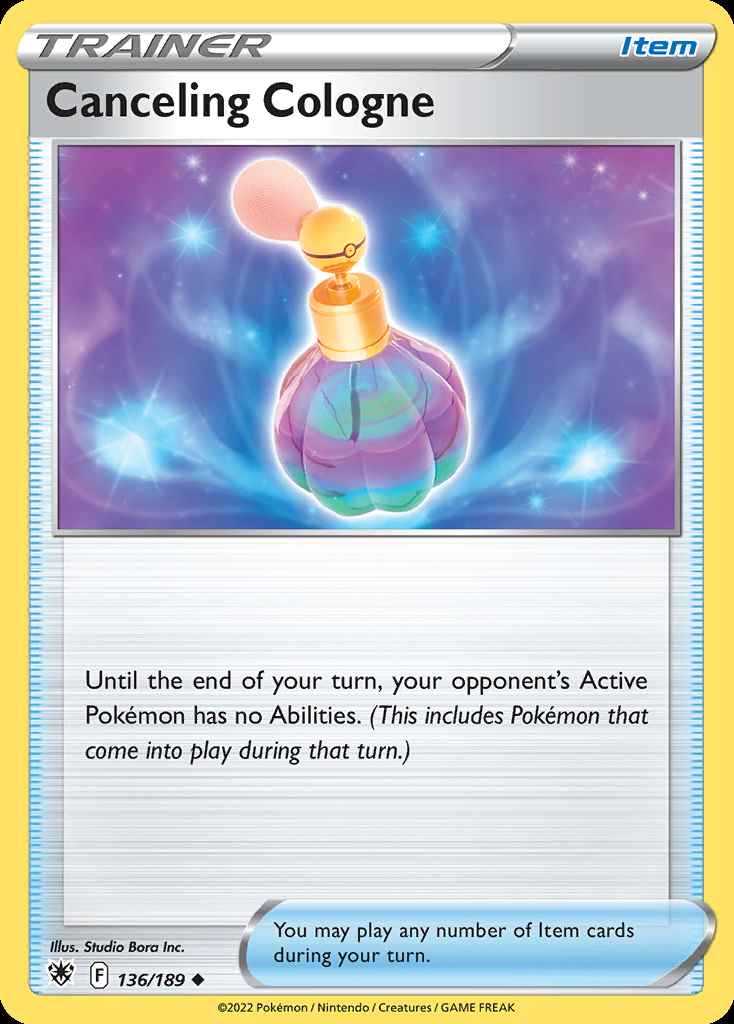 TRAINER
Item
Canceling Cologne
Until the end of your turn, your opponent’s Active
Pokémon has no Abilities. (This includes Pokémon that
come into play during that turn.)
Illus. Studio Bora Inc.
You may play any number of Item cards
during your turn.
F 136/189 ◆
©2022 Pokémon / Nintendo / Creatures / GAME FREAK